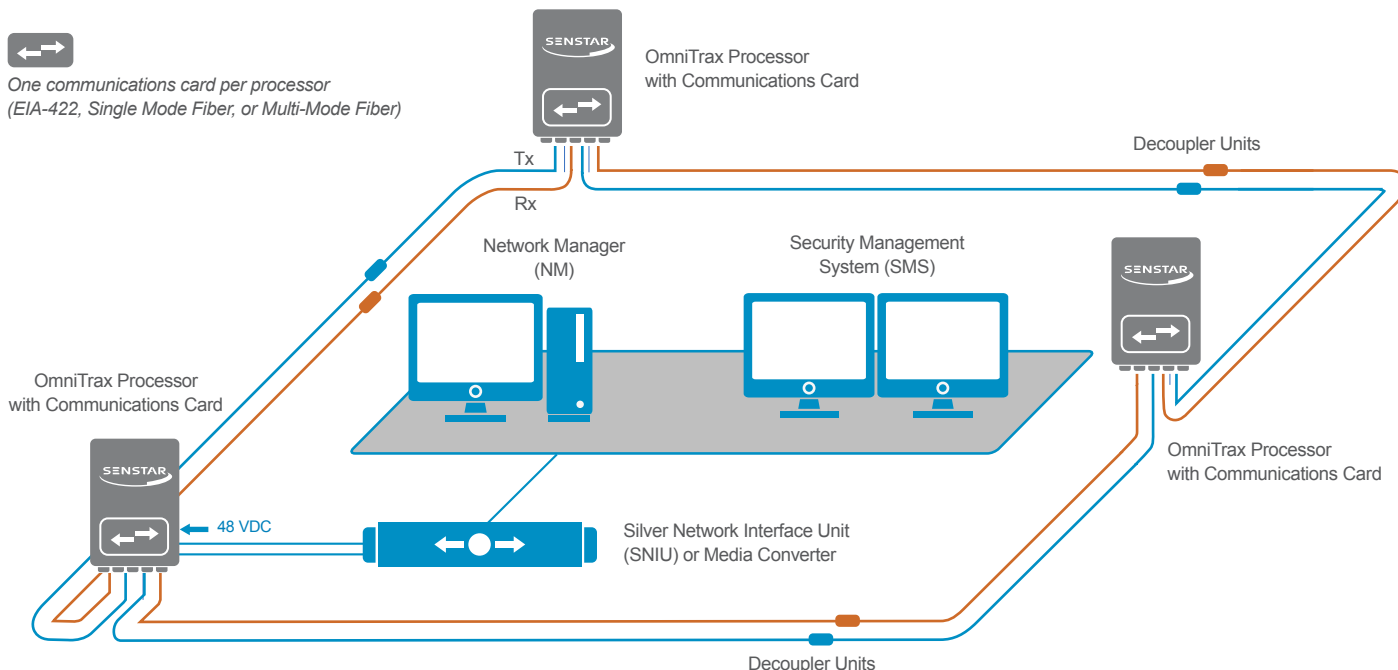 One communications card per processor
(EIA-422, Single Mode Fiber, or Multi-Mode Fiber)
SENSTAR
OmniTrax Processor
with Communications Card
Tx
Rx
Decoupler Units
Network Manager
(NM)
Security Management
System (SMS)
SENSTAR
OmniTrax Processor
with Communications Card
OmniTrax Processor
with Communications Card
SENSTAR
48 VDC
Silver Network Interface Unit
(SNIU) or Media Converter
Decoupler Units